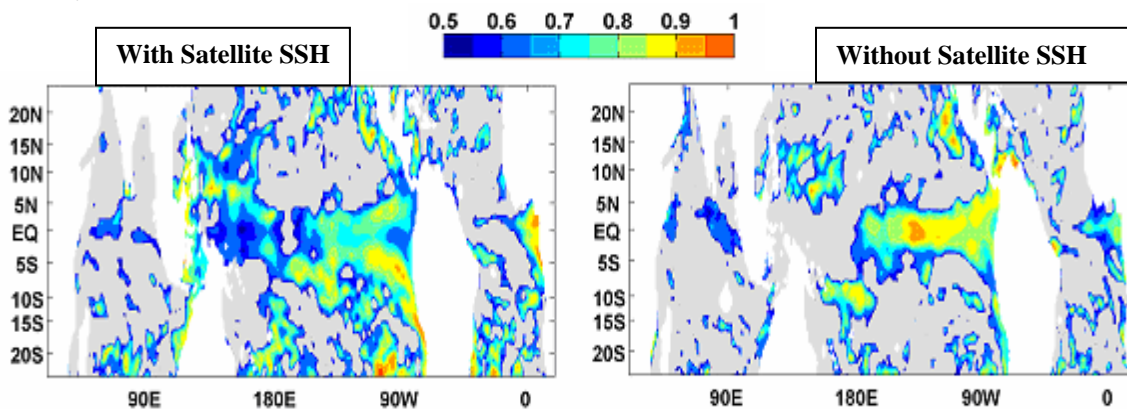 0.5 0.6 0.7 0.8 0.9 1
With Satellite SSH
Without Satellite SSH
20N
15N
10N
5N
EQ
5S
10S
15S
20S
90E 180E 90W 0
20N
15N
10N
5N
EQ
5S
10S
15S
20S
90E 180E 90W 0